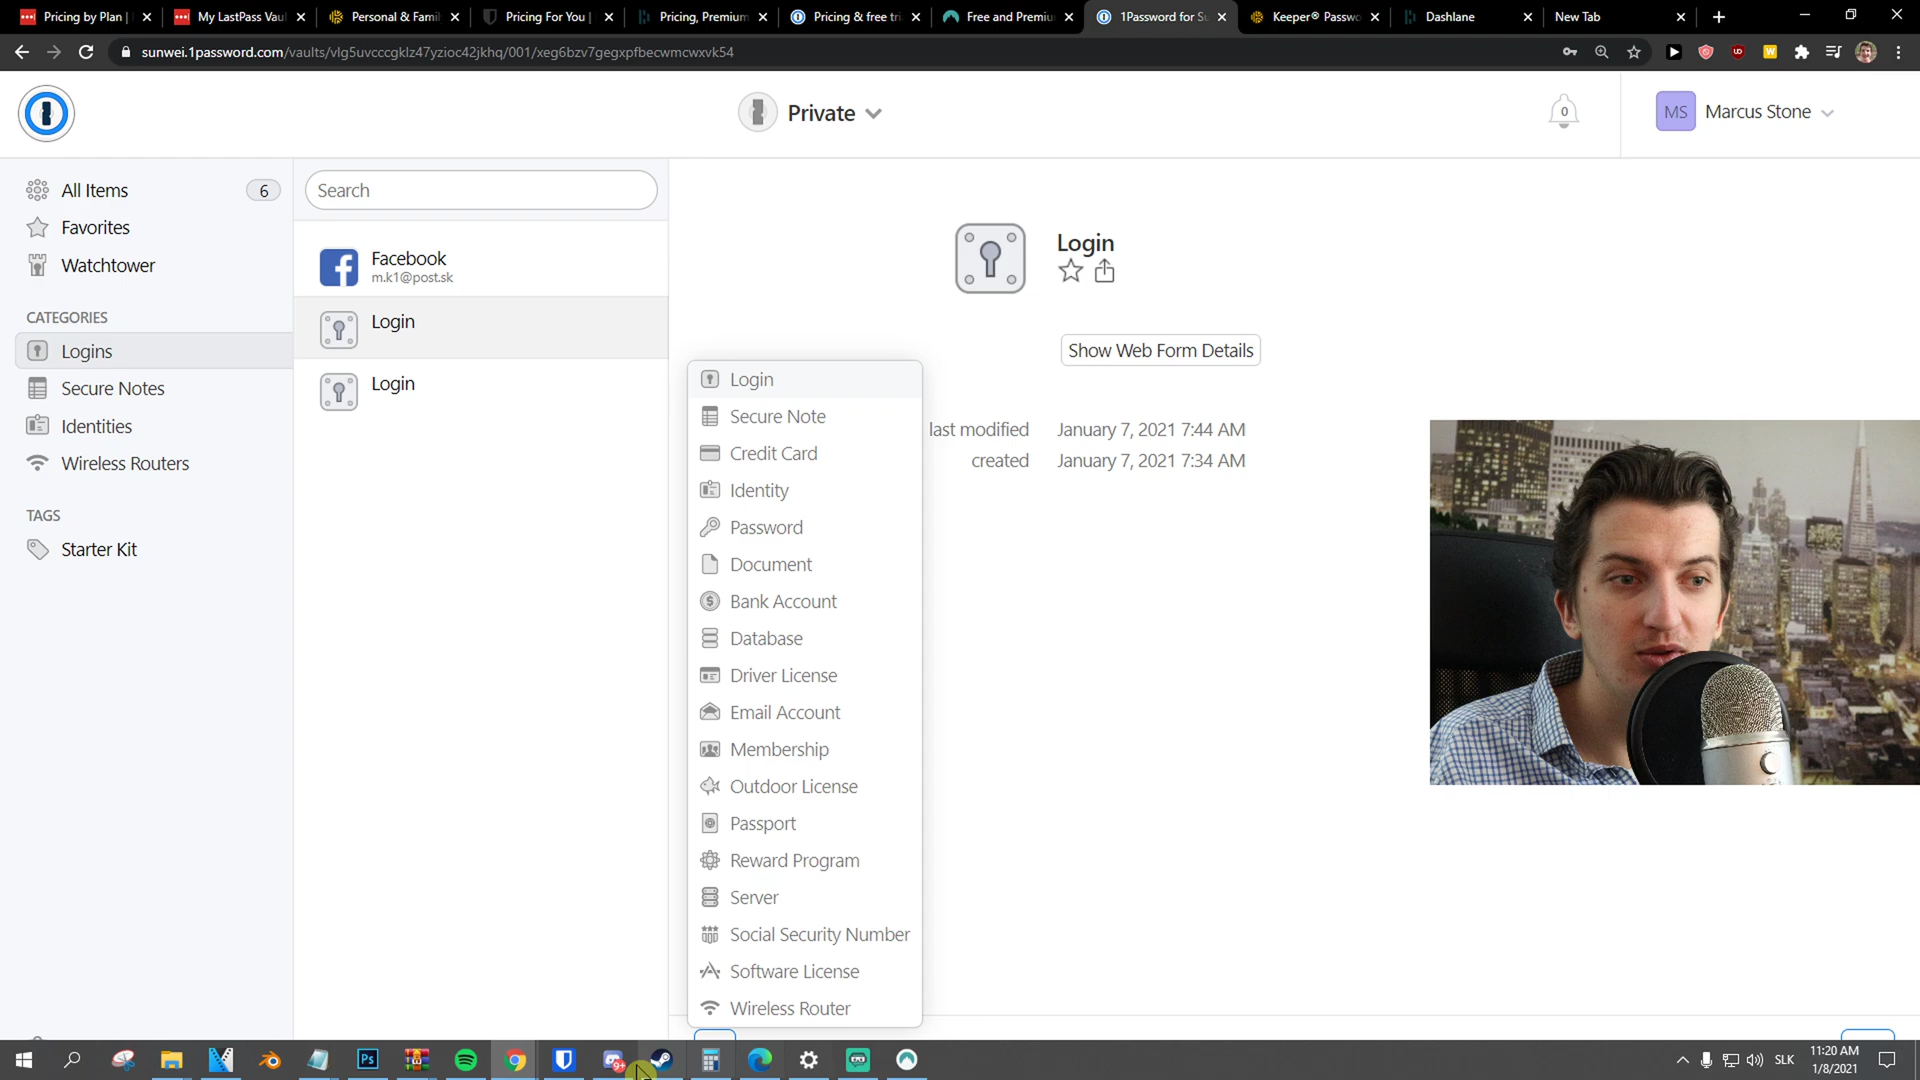 Pricing by Plan |
My LastPass Vau
Personal & Famil
Pricing For You |
Pricing, Premium
Pricing & free tri
Free and Premiu
1Password for Su
Keeper® Passwo
Dashlane
New Tab
sunwei.1password.com/vaults/vlg5uvcccgklz47yzioc42jkhq/001/xeg6bzv7gegxpfbecwmcwxvk54
Private
0
MS
Marcus Stone
All Items
6
Favorites
Watchtower
CATEGORIES
Logins
Secure Notes
Identities
Wireless Routers
TAGS
Starter Kit
Search
Facebook
m.k1@post.sk
Login
Login
Login
Show Web Form Details
last modified January 7, 2021 7:44 AM
created January 7, 2021 7:34 AM
Login
Secure Note
Credit Card
Identity
Password
Document
Bank Account
Database
Driver License
Email Account
Membership
Outdoor License
Passport
Reward Program
Server
Social Security Number
Software License
Wireless Router
Ps
9+
SLK
11:20 AM
1/8/2021